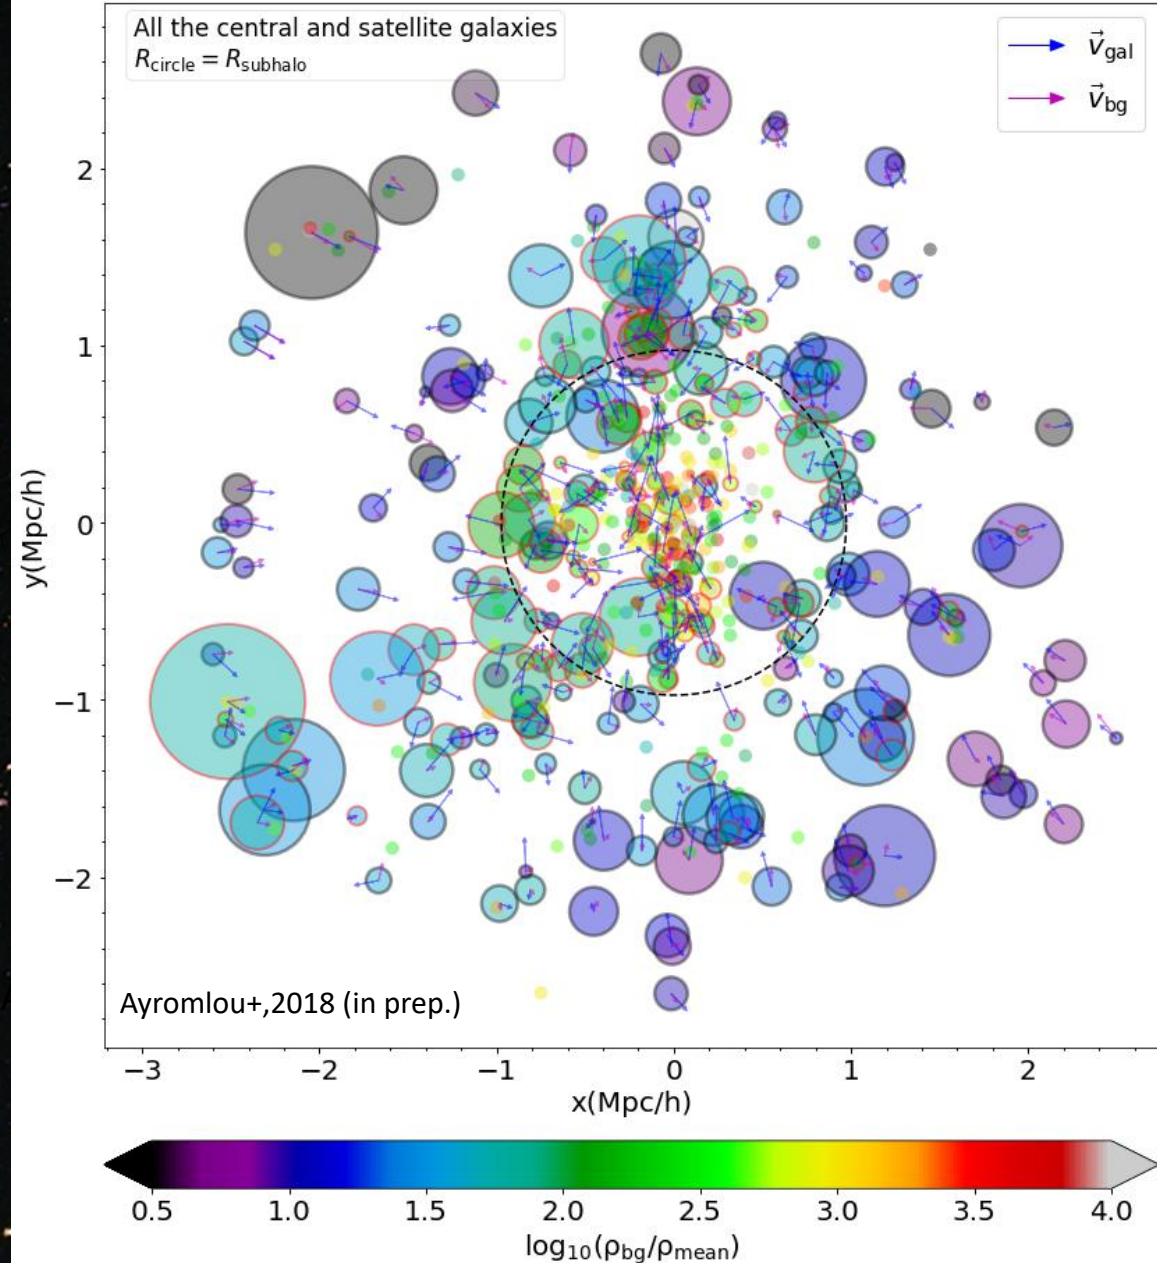 All the central and satellite galaxies
R_circle = R_subhalo
v⃗_gal
v⃗_bg
2
1
0
−1
−2
y(Mpc/h)
Ayromlou+,2018 (in prep.)
−3 −2 −1 0 1 2
x(Mpc/h)
0.5 1.0 1.5 2.0 2.5 3.0 3.5 4.0
log₁₀(ρ_bg/ρ_mean)